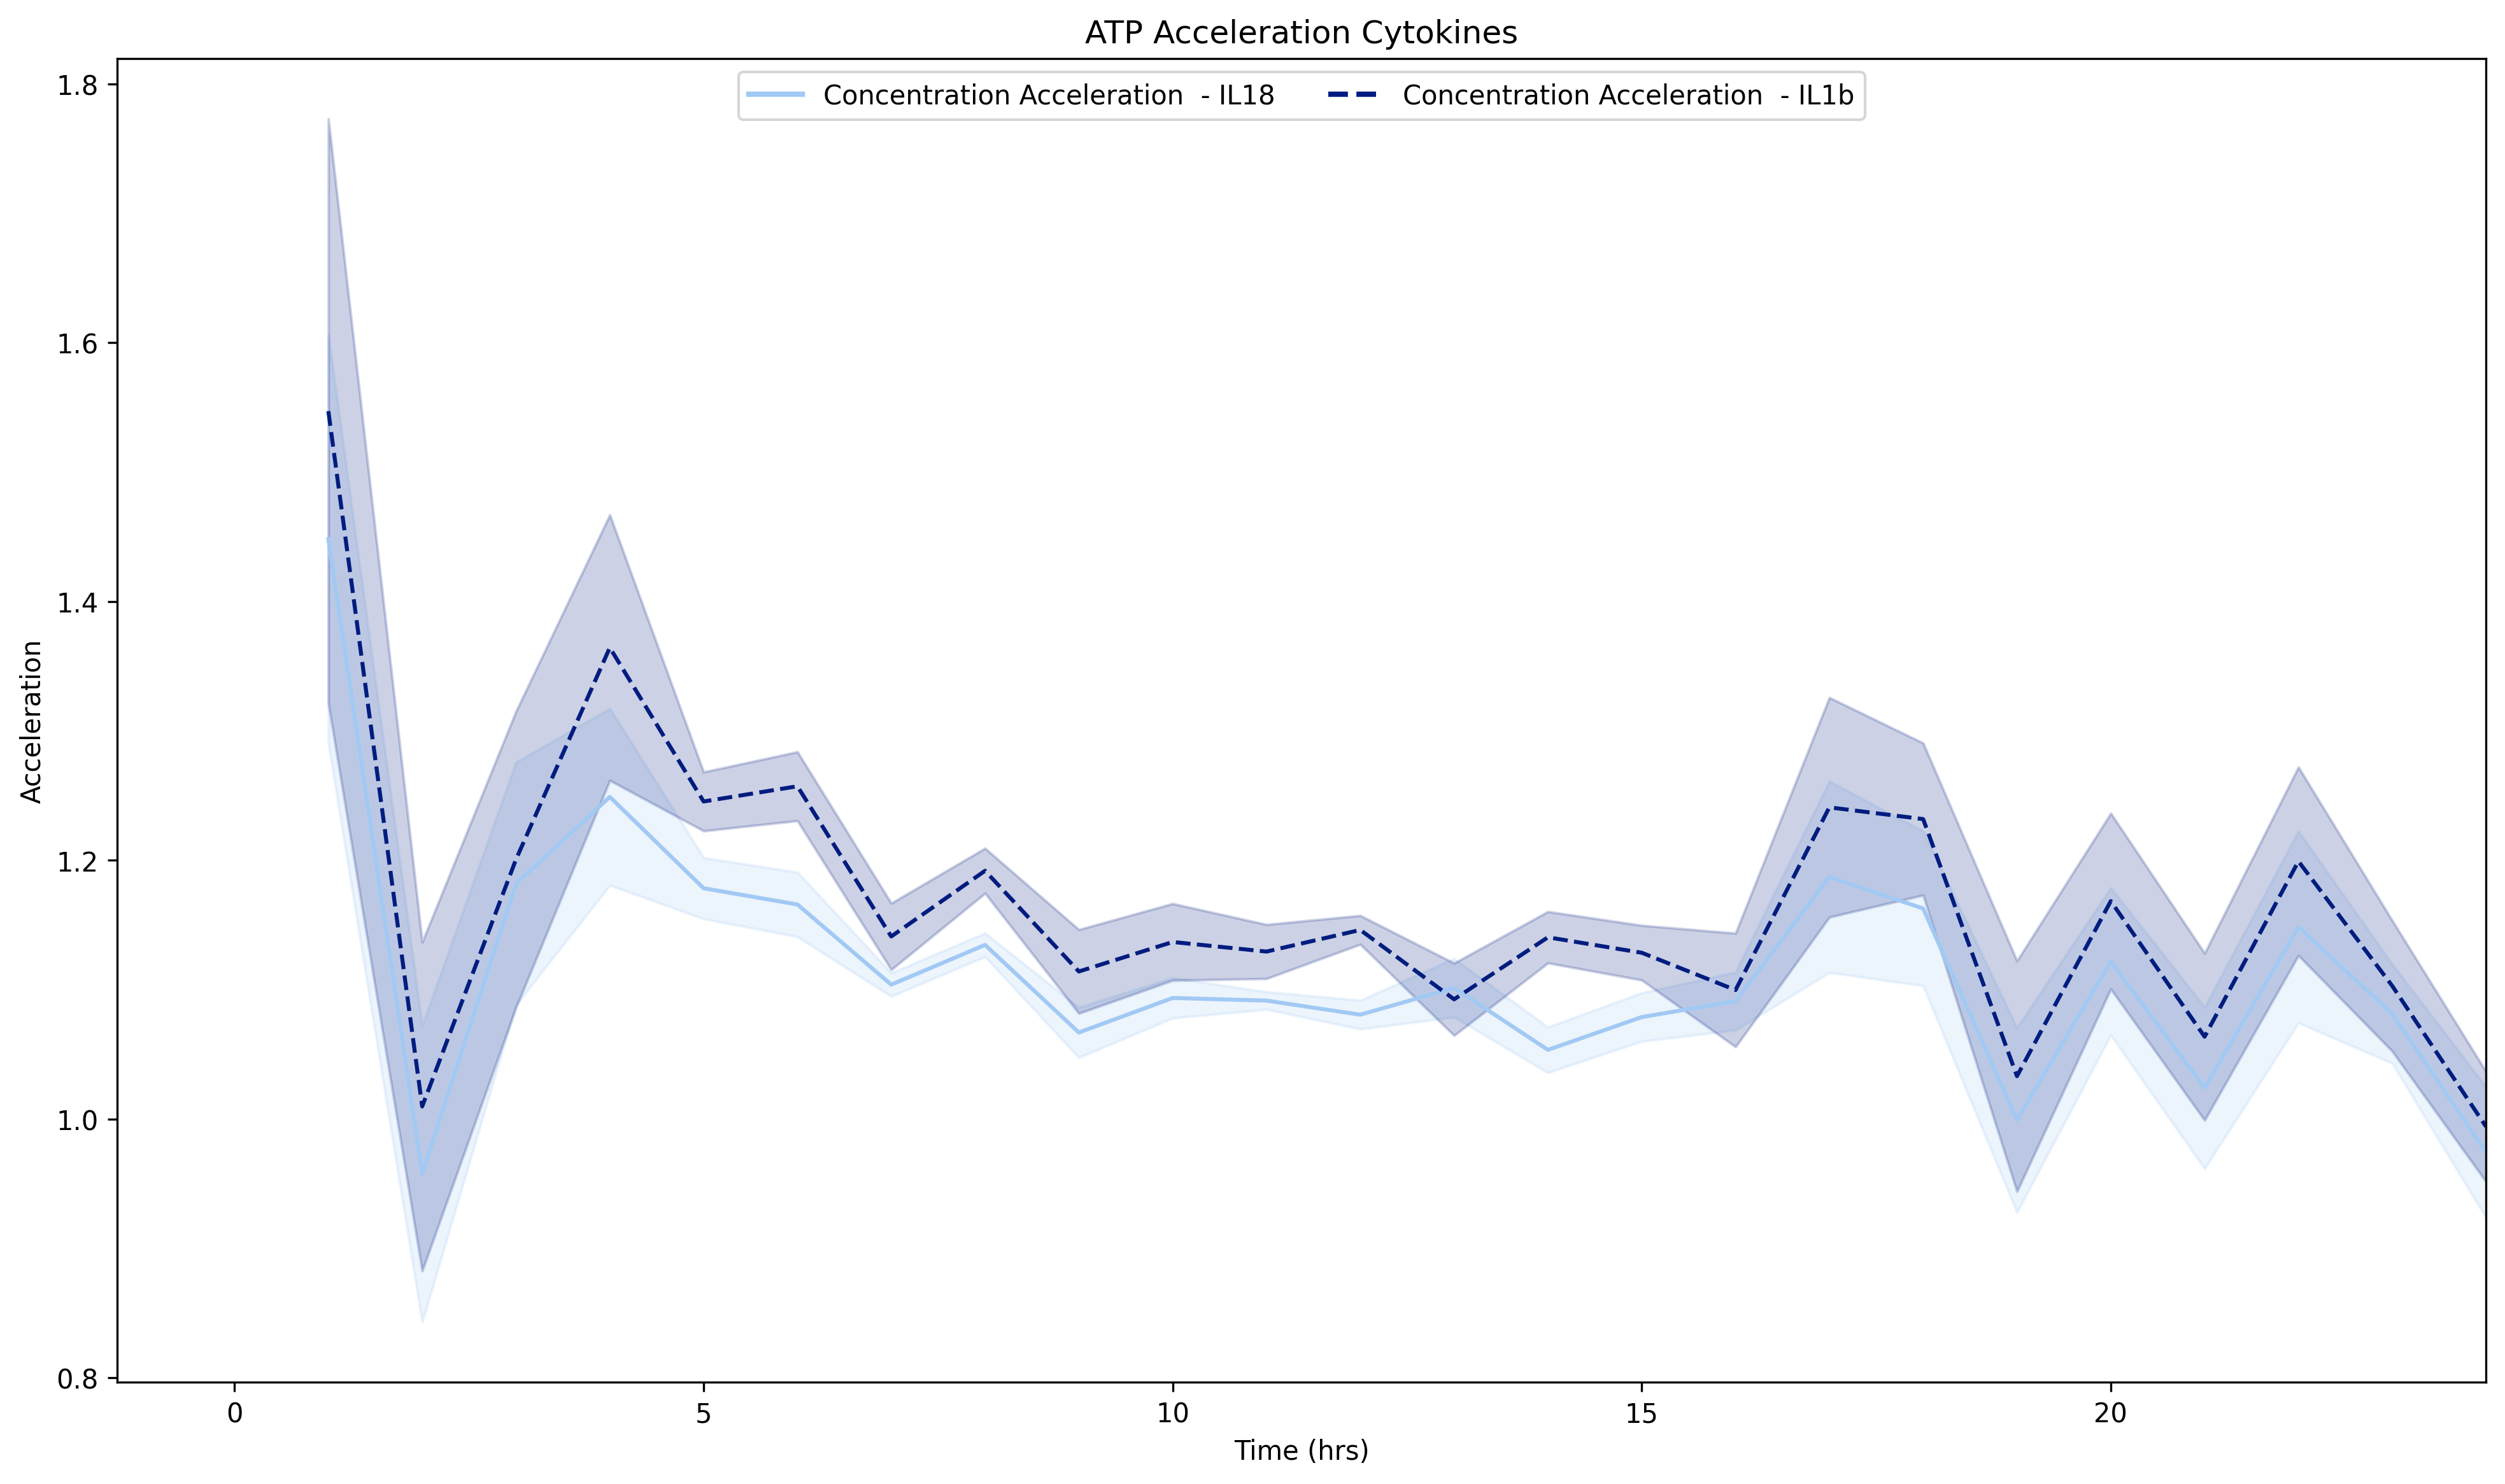 ATP Acceleration Cytokines
Concentration Acceleration  - IL18
Concentration Acceleration  - IL1b
Acceleration
1.8
1.6
1.4
1.2
1.0
0.8
0
5
10
15
20
Time (hrs)